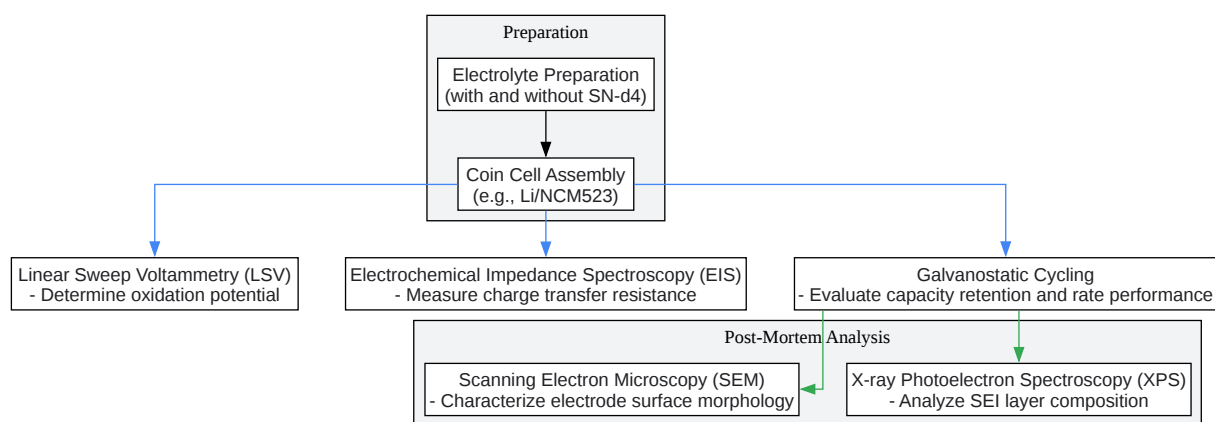 Preparation
Electrolyte Preparation
(with and without SN-d4)
Coin Cell Assembly
(e.g., Li/NCM523)
Linear Sweep Voltammetry (LSV)
- Determine oxidation potential
Electrochemical Impedance Spectroscopy (EIS)
- Measure charge transfer resistance
Galvanostatic Cycling
- Evaluate capacity retention and rate performance
Post-Mortem Analysis
Scanning Electron Microscopy (SEM)
- Characterize electrode surface morphology
X-ray Photoelectron Spectroscopy (XPS)
- Analyze SEI layer composition